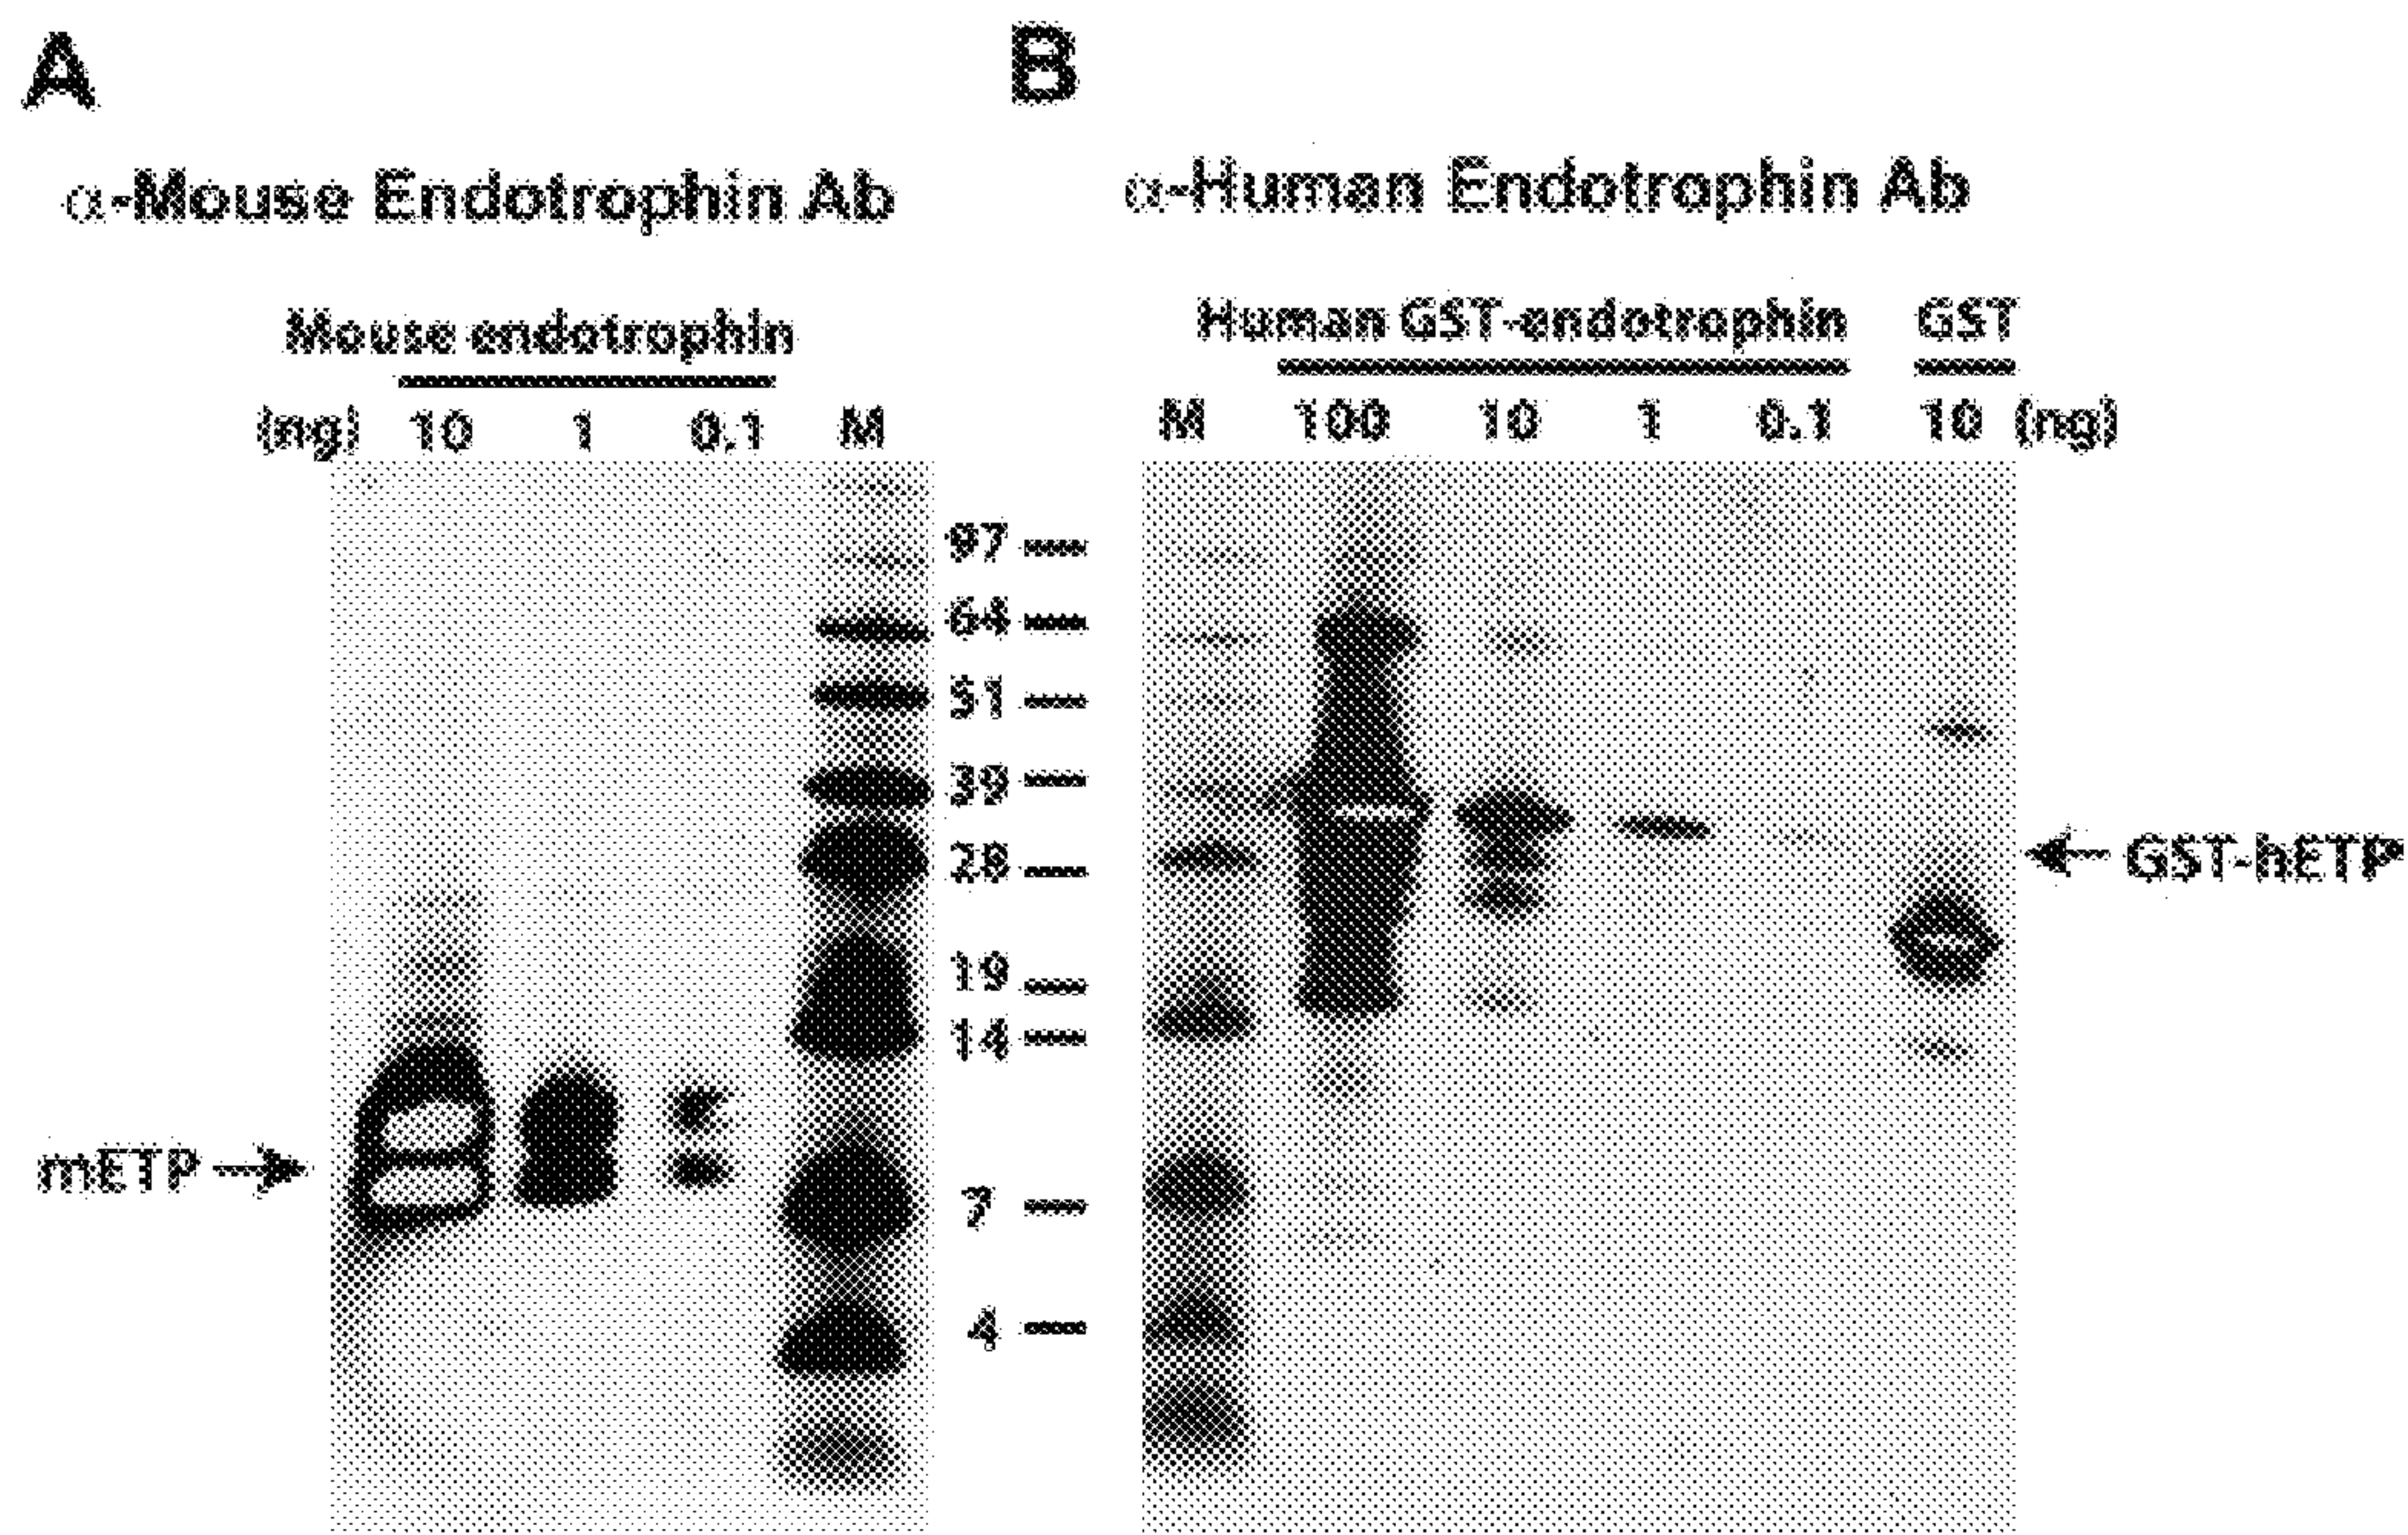 A
α-Mouse Endotrophin Ab
Mouse endotrophin
(ng) 10 1 0.1 M
mETP
97
64
51
39
28
19
14
7
4
B
α-Human Endotrophin Ab
Human GST-endotrophin GST
M 100 10 1 0.1 10 (ng)
GST-hETP